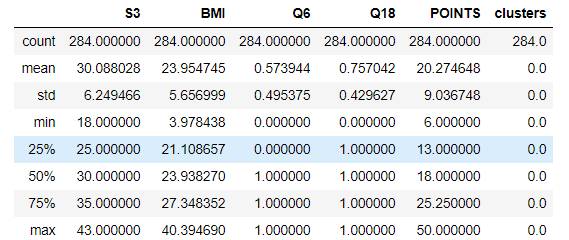 S3 BMI Q6 Q18 POINTS clusters
count 284.000000 284.000000 284.000000 284.000000 284.000000 284.0
mean 30.088028 23.954745 0.573944 0.757042 20.274648 0.0
std 6.249466 5.656999 0.495375 0.429627 9.036748 0.0
min 18.000000 3.978438 0.000000 0.000000 6.000000 0.0
25% 25.000000 21.108657 0.000000 1.000000 13.000000 0.0
50% 30.000000 23.938270 1.000000 1.000000 18.000000 0.0
75% 35.000000 27.348352 1.000000 1.000000 25.250000 0.0
max 43.000000 40.394690 1.000000 1.000000 50.000000 0.0